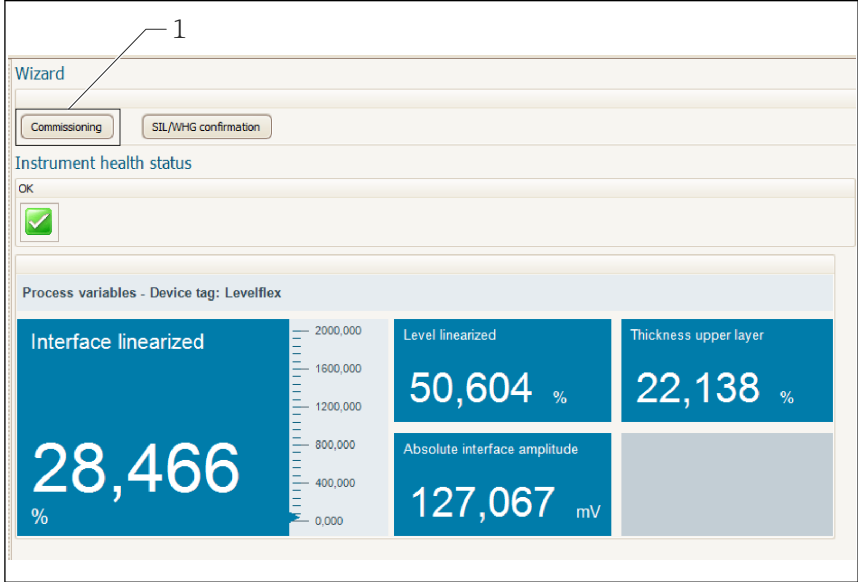 1
Wizard
Commissioning
SIL/WHG confirmation
Instrument health status
OK
Process variables - Device tag: Levelflex
Interface linearized
28,466
%
2000,000
1600,000
1200,000
800,000
400,000
0,000
Level linearized
50,604 %
Thickness upper layer
22,138 %
Absolute interface amplitude
127,067 mV